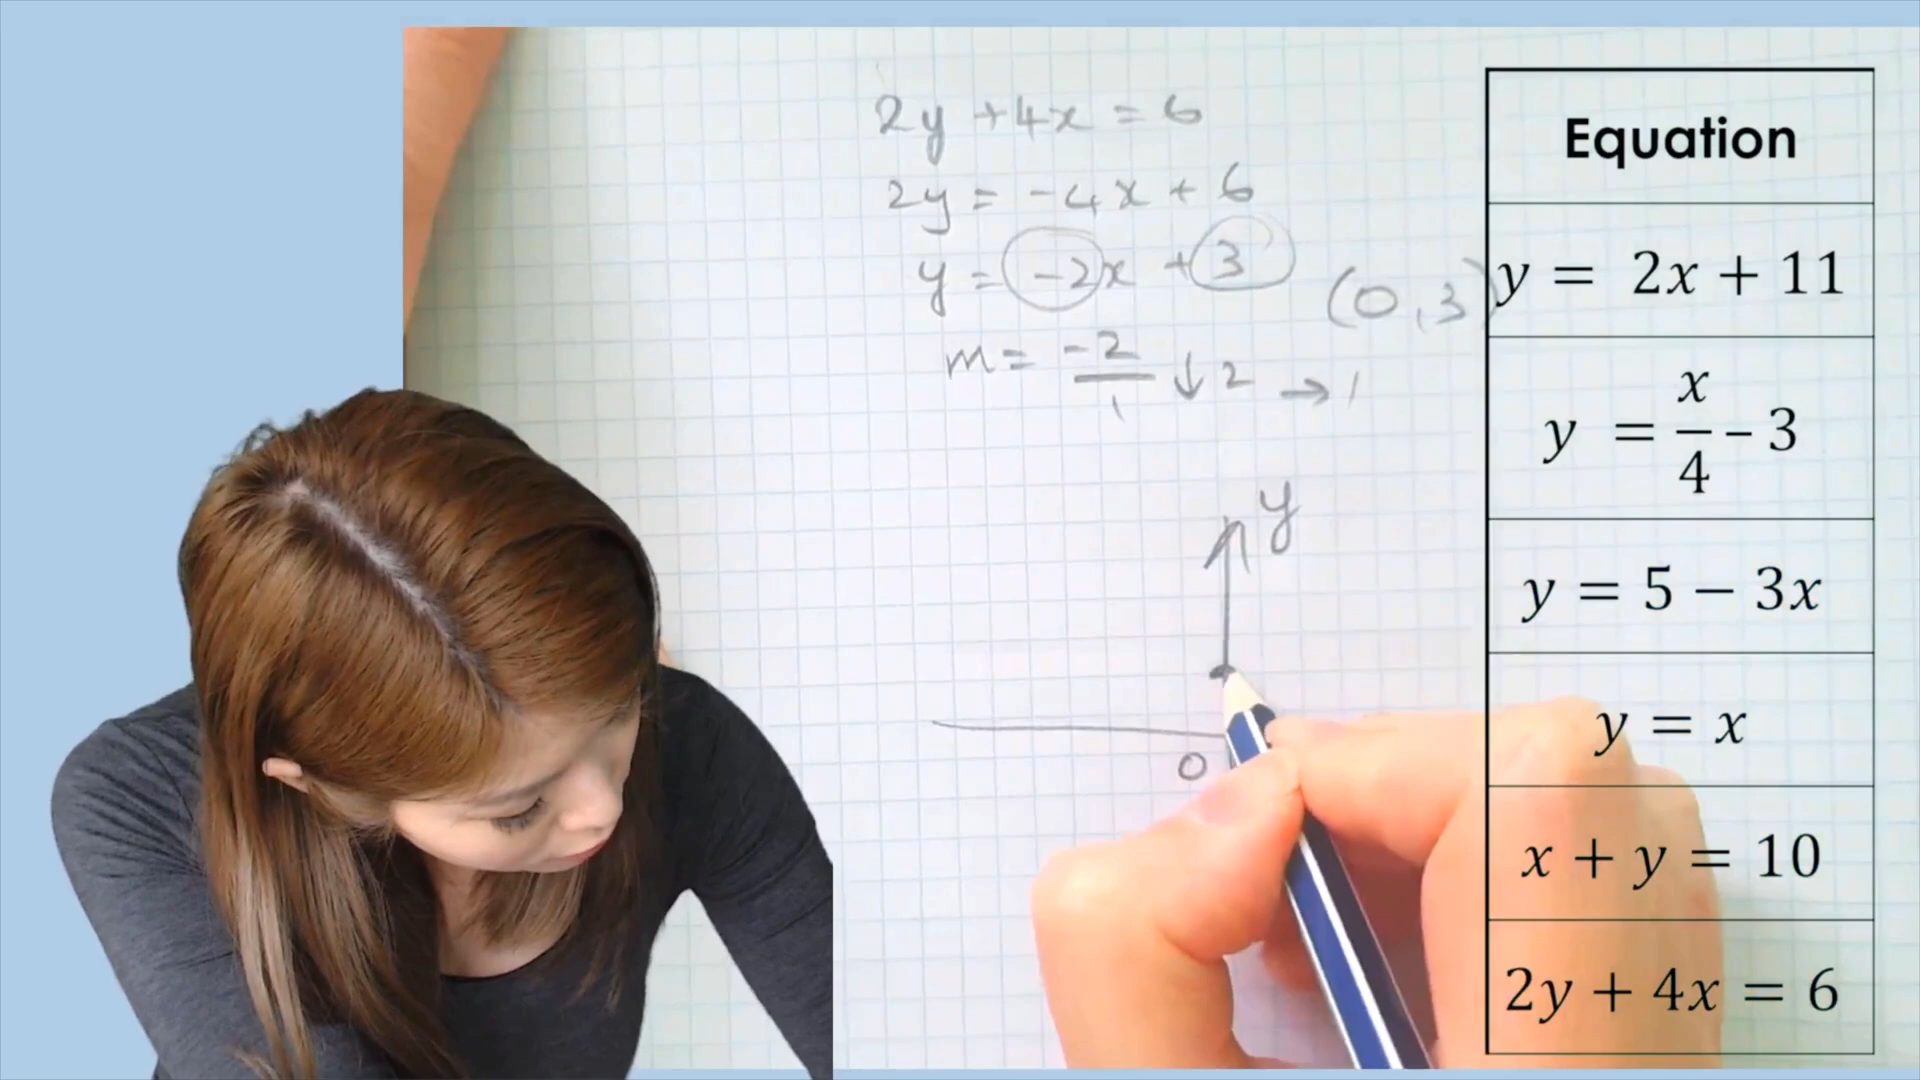 2y + 4x = 6
2y = -4x + 6
y = -2x + 3 (0,3)
m = -2/1 ↓2 → 1
y
0
Equation
y = 2x + 11
y = x/4 – 3
y = 5 − 3x
y = x
x + y = 10
2y + 4x = 6